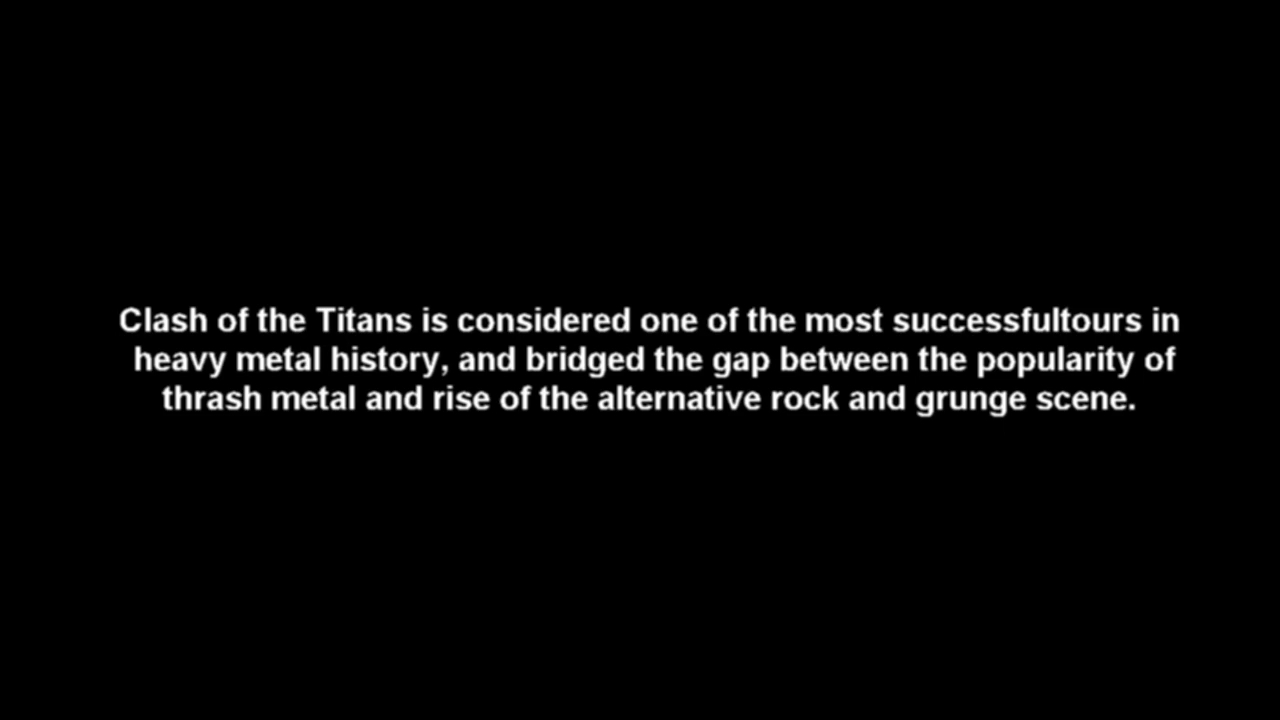 Clash of the Titans is considered one of the most successfultours in
heavy metal history, and bridged the gap between the popularity of
thrash metal and rise of the alternative rock and grunge scene.